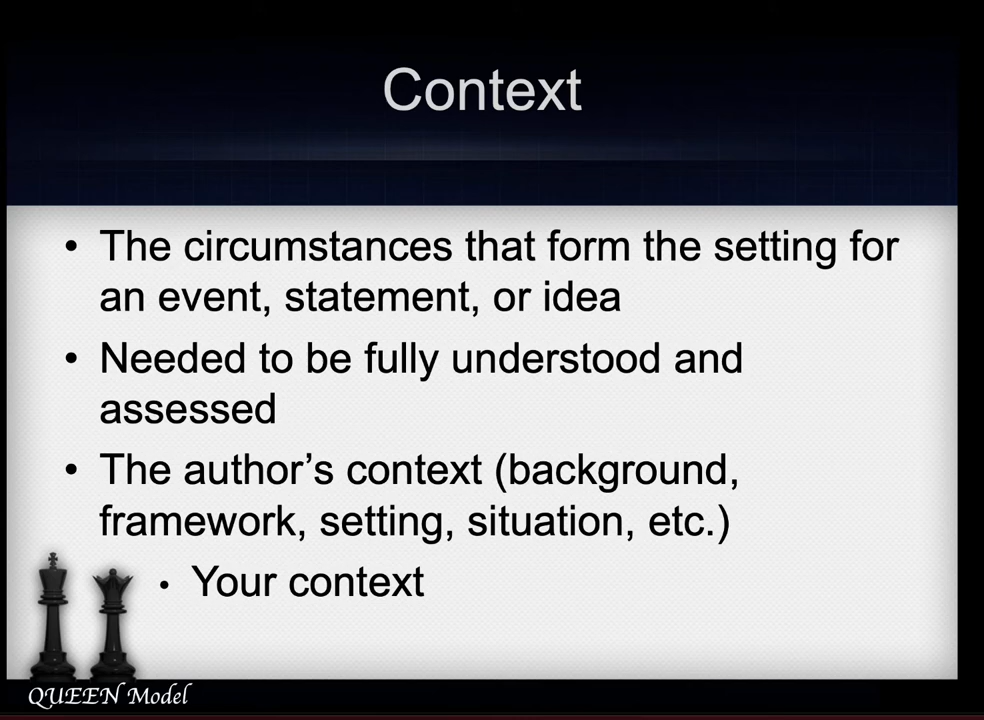 Context
• The circumstances that form the setting for
an event, statement, or idea
• Needed to be fully understood and
assessed
• The author’s context (background,
framework, setting, situation, etc.)
• Your context
QUEEN Model